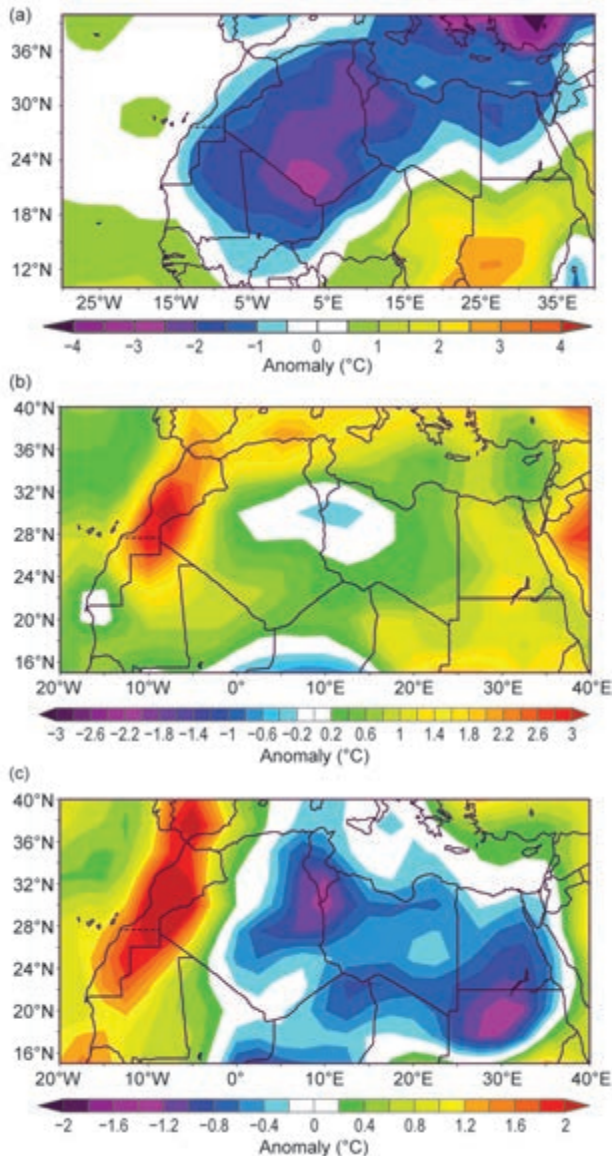 (a)
36°N
30°N
24°N
18°N
12°N
25°W 15°W 5°W 5°E 15°E 25°E 35°E
−4 −3 −2 −1 0 1 2 3 4
Anomaly (°C)
(b)
40°N
36°N
32°N
28°N
24°N
20°N
16°N
20°W 10°W 0° 10°E 20°E 30°E 40°E
−3 −2.6 −2.2 −1.8 −1.4 −1 −0.6 −0.2 0.2 0.6 1 1.4 1.8 2.2 2.6 3
Anomaly (°C)
(c)
40°N
36°N
32°N
28°N
24°N
20°N
16°N
20°W 10°W 0° 10°E 20°E 30°E 40°E
−2 −1.6 −1.2 −0.8 −0.4 0 0.4 0.8 1.2 1.6 2
Anomaly (°C)